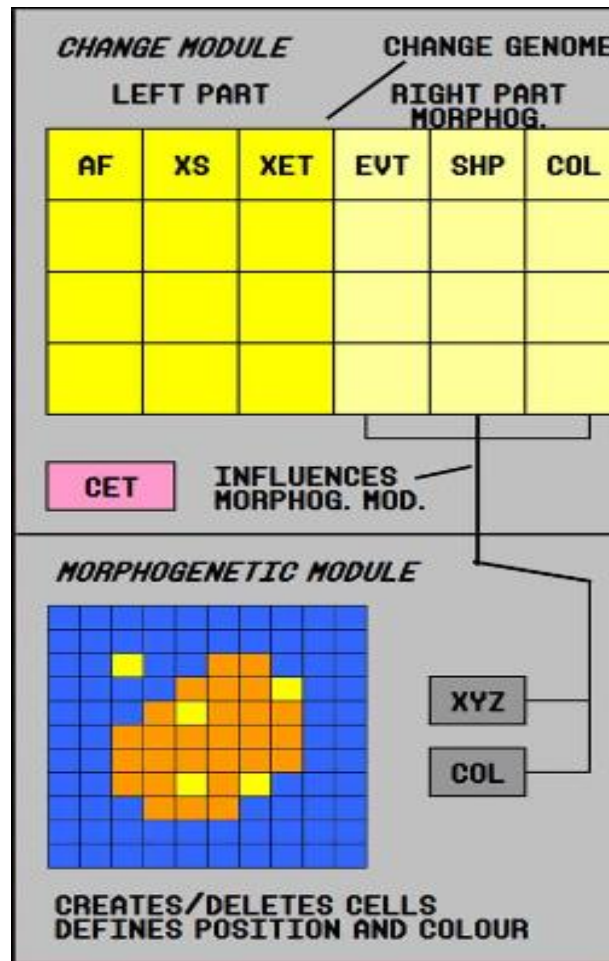 CHANGE MODULE
CHANGE GENOME
LEFT PART
RIGHT PART
MORPHOG.
AF XS XET EVT SHP COL
CET
INFLUENCES
MORPHOG. MOD.
MORPHOGENETIC MODULE
XYZ
COL
CREATES/DELETES CELLS
DEFINES POSITION AND COLOUR